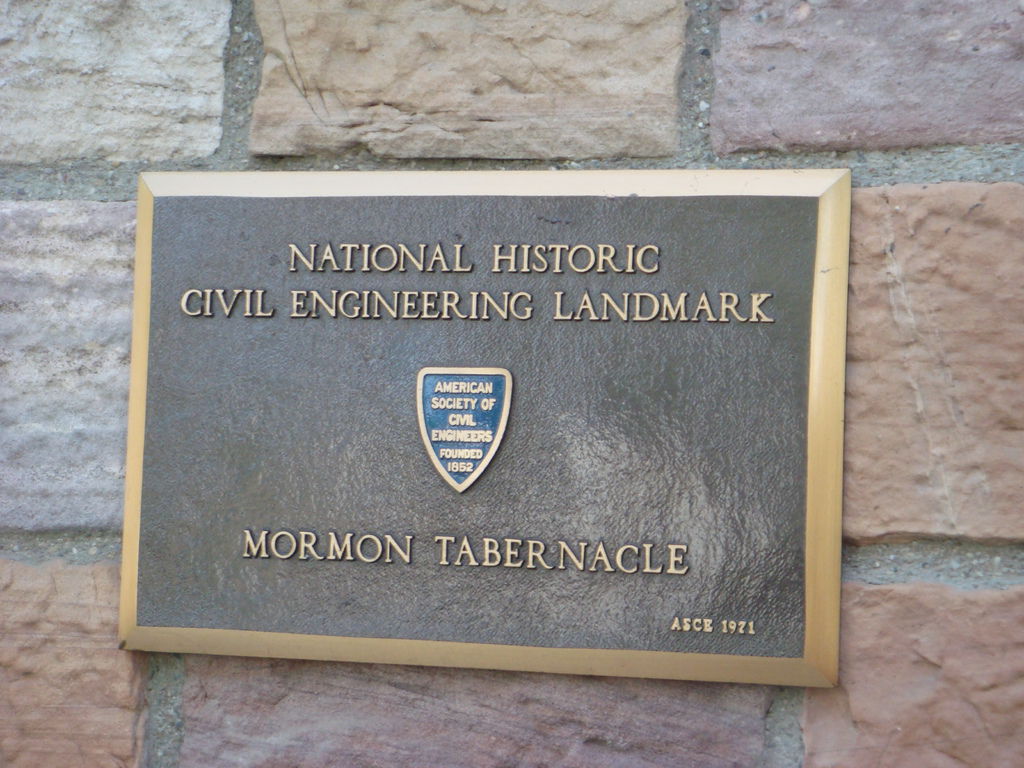 NATIONAL HISTORIC
CIVIL ENGINEERING LANDMARK
AMERICAN
SOCIETY OF
CIVIL
ENGINEERS
FOUNDED
1852
MORMON TABERNACLE
ASCE 1971